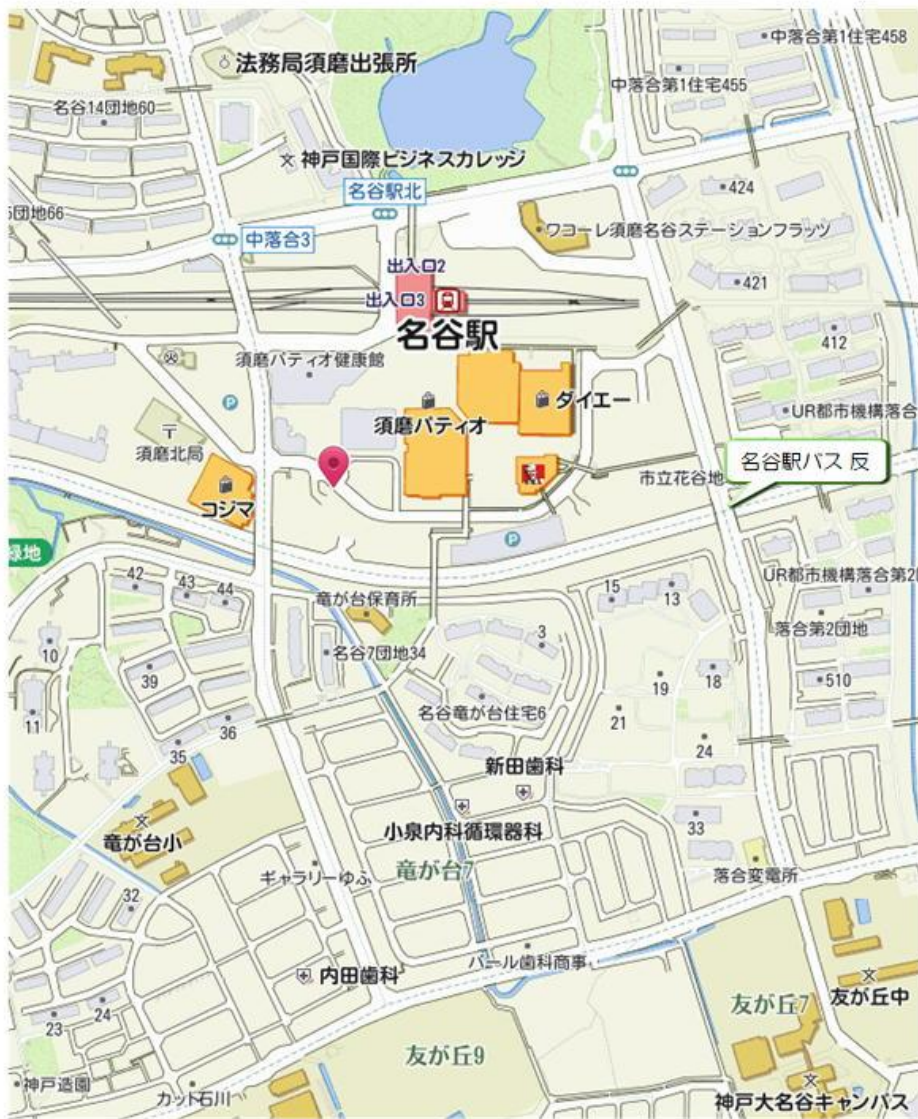 中落合第1住宅458
法務局須磨出張所
中落合第1住宅455
名谷14団地60
神戸国際ビジネスカレッジ
424
名谷駅北
団地66
中落合3
ワコーレ須磨名谷ステーションフラッツ
出入口2
421
出入口3
名谷駅
412
須磨パティオ健康館
ダイエー
UR都市機構落合
P
須磨パティオ
須磨北局
名谷駅バス 反
市立花谷地
コジマ
P
緑地
42
43
44
15
13
UR都市機構落合第2団
竜が台保育所
落合第2団地
10
3
名谷7団地34
39
19
18
510
11
36
名谷竜が台住宅6
21
35
24
新田歯科
小泉内科循環器科
33
竜が台小
竜が台7
ギャラリーゆふ
落合変電所
32
パール歯科商事
内田歯科
友が丘中
24
23
友が丘7
友が丘9
神戸造園
カット石川
神戸大名谷キャンパス